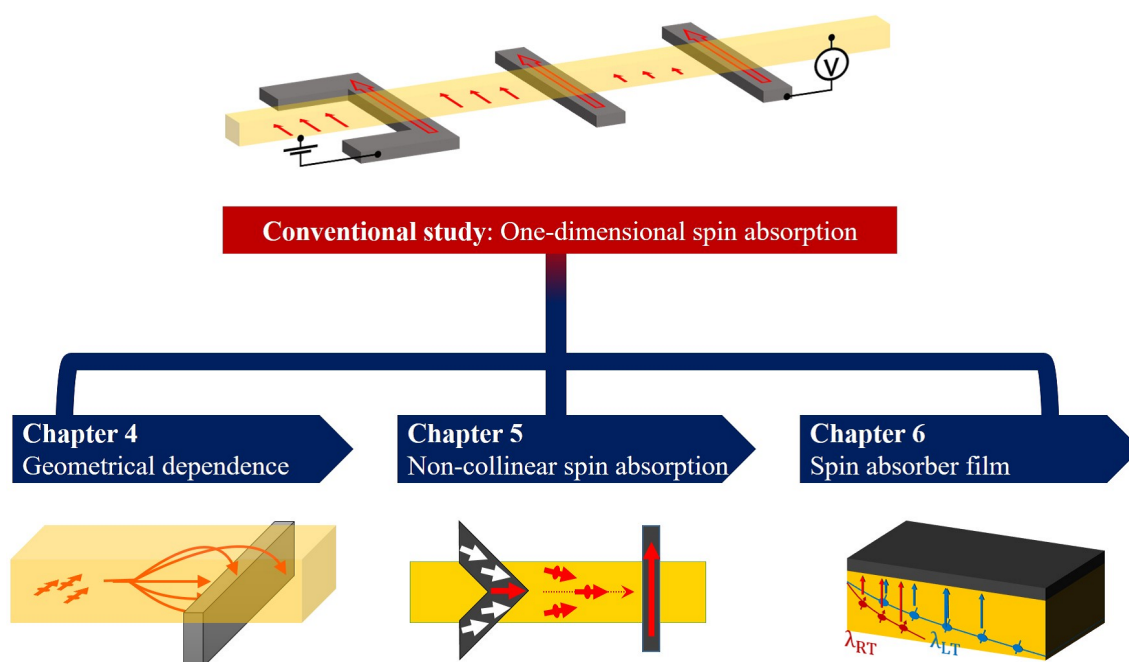 V
Conventional study: One-dimensional spin absorption
Chapter 4
Geometrical dependence
Chapter 5
Non-collinear spin absorption
Chapter 6
Spin absorber film
λRT
λLT